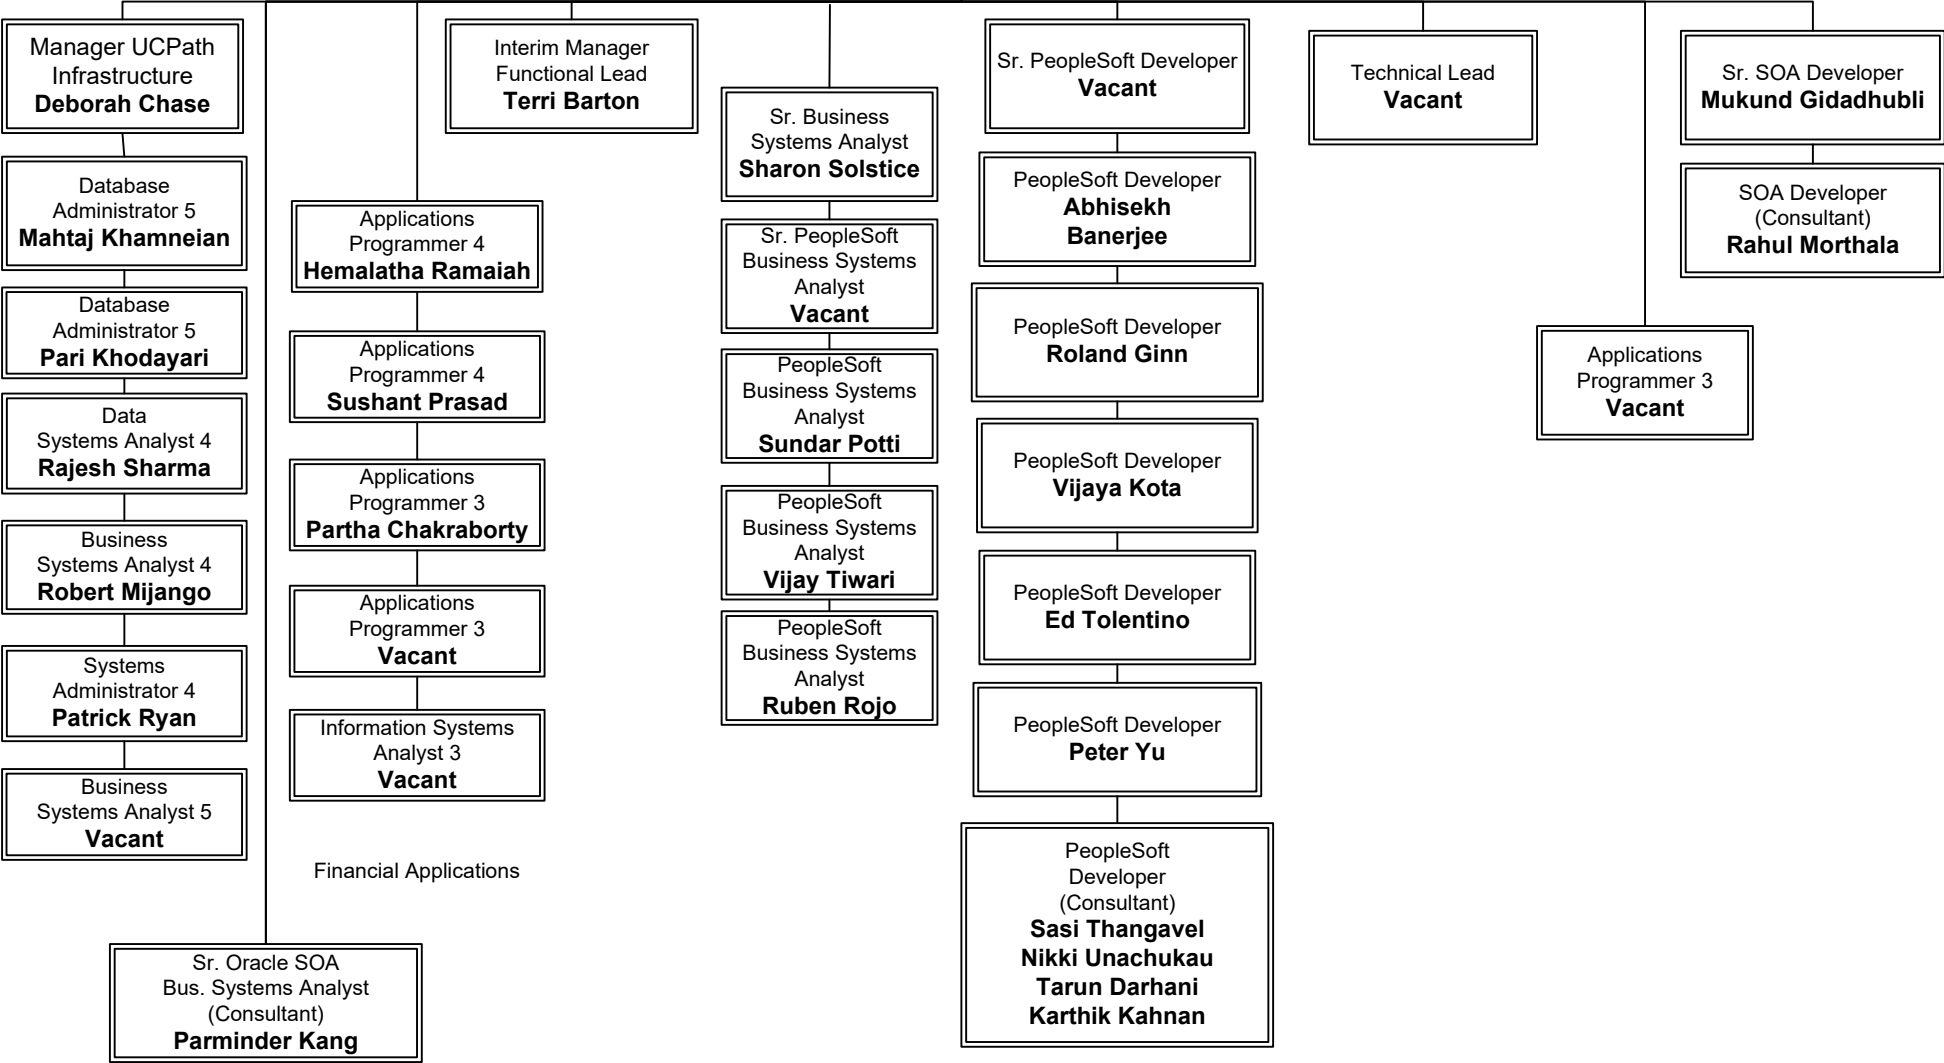 Manager UCPath
Infrastructure
Deborah Chase
Database
Administrator 5
Mahtaj Khamneian
Database
Administrator 5
Pari Khodayari
Data
Systems Analyst 4
Rajesh Sharma
Business
Systems Analyst 4
Robert Mijango
Systems
Administrator 4
Patrick Ryan
Business
Systems Analyst 5
Vacant
Sr. Oracle SOA
Bus. Systems Analyst
(Consultant)
Parminder Kang
Applications
Programmer 4
Hemalatha Ramaiah
Applications
Programmer 4
Sushant Prasad
Applications
Programmer 3
Partha Chakraborty
Applications
Programmer 3
Vacant
Information Systems
Analyst 3
Vacant
Financial Applications
Interim Manager
Functional Lead
Terri Barton
Sr. Business
Systems Analyst
Sharon Solstice
Sr. PeopleSoft
Business Systems
Analyst
Vacant
PeopleSoft
Business Systems
Analyst
Sundar Potti
PeopleSoft
Business Systems
Analyst
Vijay Tiwari
PeopleSoft
Business Systems
Analyst
Ruben Rojo
Sr. PeopleSoft Developer
Vacant
PeopleSoft Developer
Abhisekh
Banerjee
PeopleSoft Developer
Roland Ginn
PeopleSoft Developer
Vijaya Kota
PeopleSoft Developer
Ed Tolentino
PeopleSoft Developer
Peter Yu
PeopleSoft
Developer
(Consultant)
Sasi Thangavel
Nikki Unachukau
Tarun Darhani
Karthik Kahnan
Technical Lead
Vacant
Applications
Programmer 3
Vacant
Sr. SOA Developer
Mukund Gidadhubli
SOA Developer
(Consultant)
Rahul Morthala